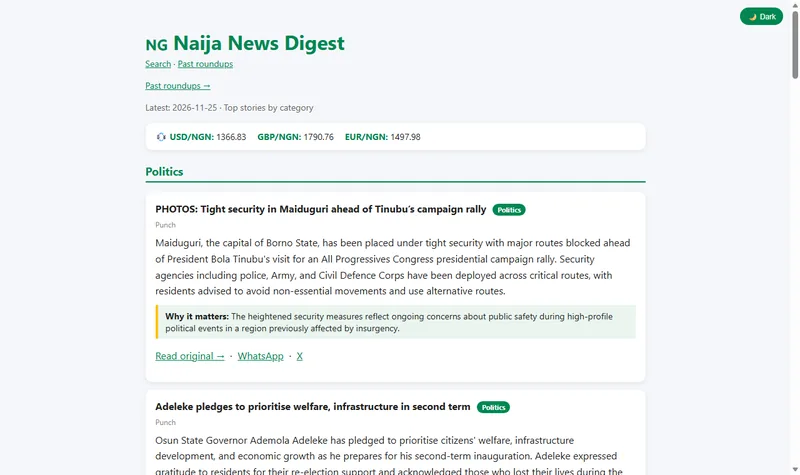 Dark
NG Naija News Digest
Search · Past roundups
Past roundups →
Latest: 2026-11-25 · Top stories by category
USD/NGN: 1366.83 GBP/NGN: 1790.76 EUR/NGN: 1497.98
Politics
PHOTOS: Tight security in Maiduguri ahead of Tinubu's campaign rally Politics
Punch
Maiduguri, the capital of Borno State, has been placed under tight security with major routes blocked ahead
of President Bola Tinubu's visit for an All Progressives Congress presidential campaign rally. Security
agencies including police, Army, and Civil Defence Corps have been deployed across critical routes, with
residents advised to avoid non-essential movements and use alternative routes.
Why it matters: The heightened security measures reflect ongoing concerns about public safety during high-profile
political events in a region previously affected by insurgency.
Read original → · WhatsApp · X
Adeleke pledges to prioritise welfare, infrastructure in second term Politics
Punch
Osun State Governor Ademola Adeleke has pledged to prioritise citizens' welfare, infrastructure
development, and economic growth as he prepares for his second-term inauguration. Adeleke expressed
gratitude to residents for their re-election support and acknowledged those who lost their lives during the